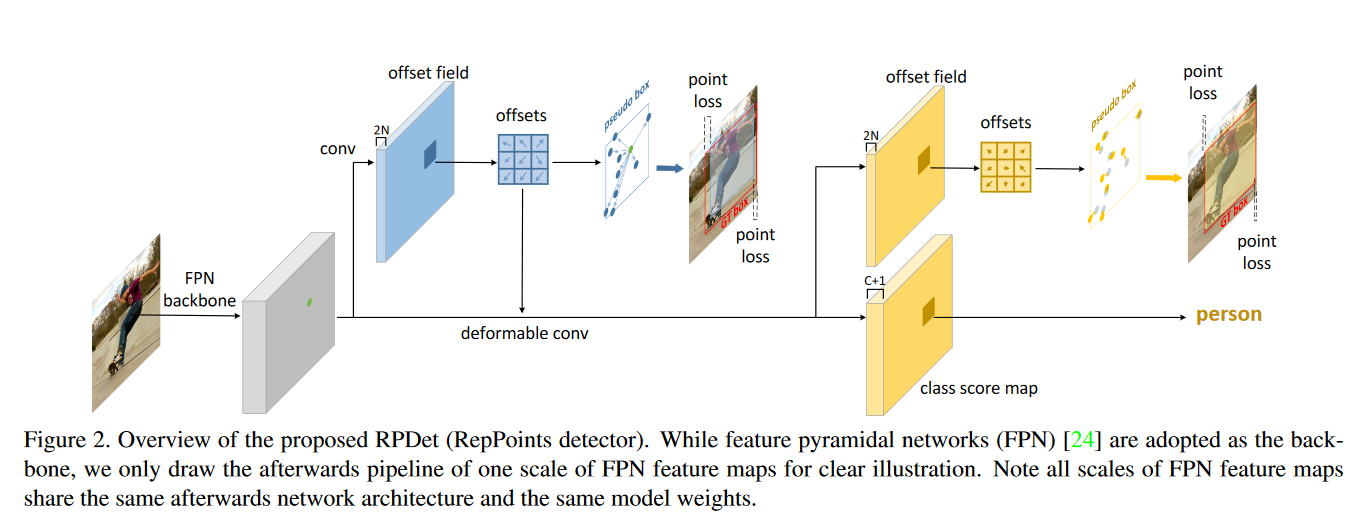 offset field
2N
conv
offsets
pseudo box
point
loss
GT box
point
loss
FPN
backbone
deformable conv
offset field
2N
offsets
pseudo box
point
loss
GT box
point
loss
C+1
person
class score map
Figure 2. Overview of the proposed RPDet (RepPoints detector). While feature pyramidal networks (FPN) [24] are adopted as the back-
bone, we only draw the afterwards pipeline of one scale of FPN feature maps for clear illustration. Note all scales of FPN feature maps
share the same afterwards network architecture and the same model weights.